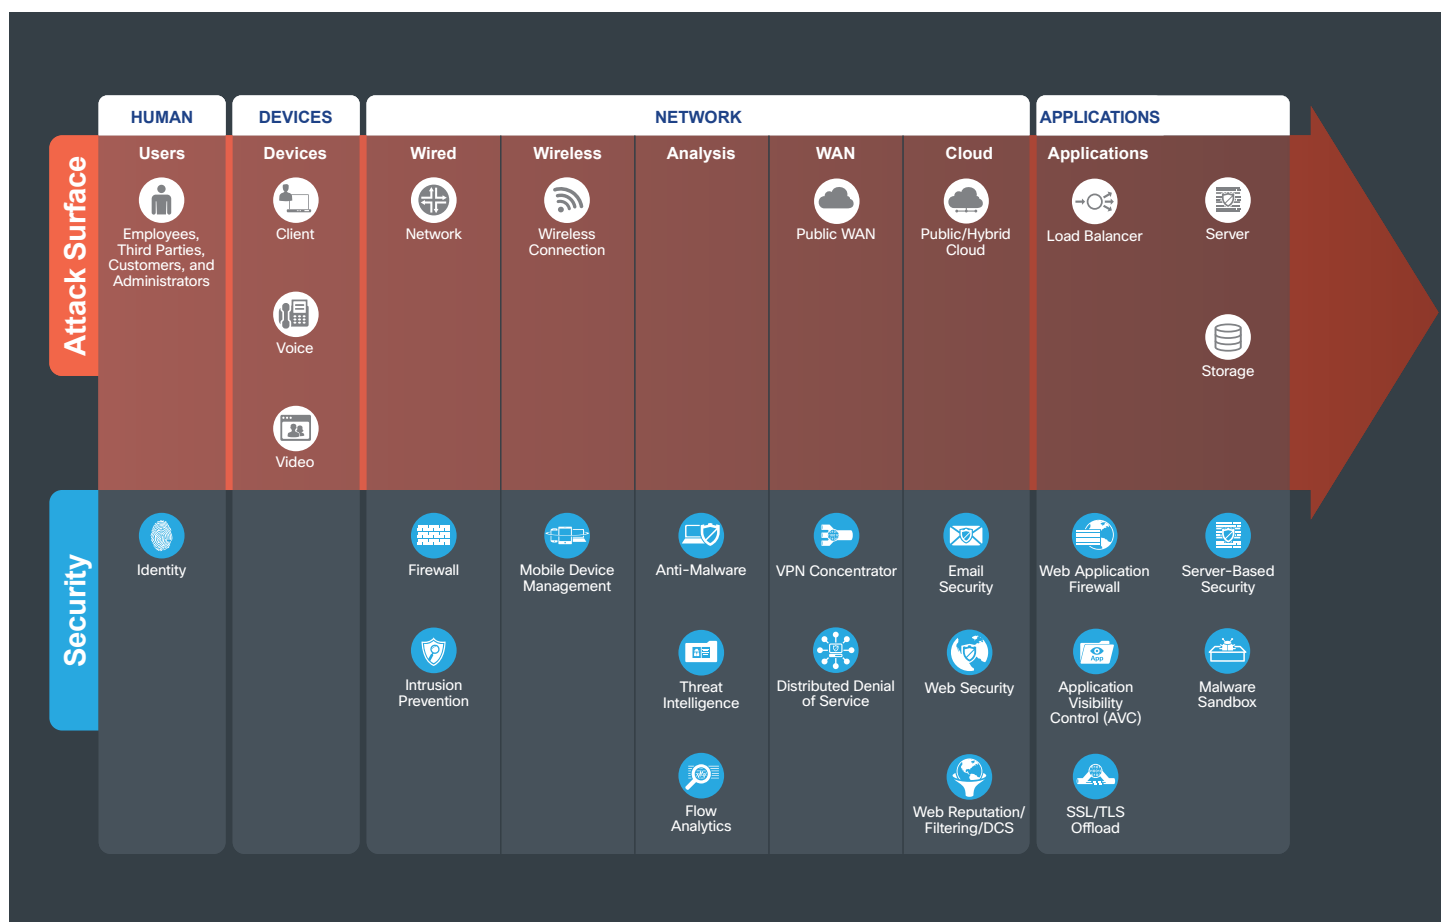 HUMAN
DEVICES
NETWORK
APPLICATIONS
Attack Surface
Users
Devices
Wired
Wireless
Analysis
WAN
Cloud
Applications
Employees,
Third Parties,
Customers, and
Administrators
Client
Network
Wireless
Connection
Public WAN
Public/Hybrid
Cloud
Load Balancer
Server
Voice
Storage
Video
Security
Identity
Firewall
Mobile Device
Management
Anti-Malware
VPN Concentrator
Email
Security
Web Application
Firewall
Server-Based
Security
Intrusion
Prevention
Threat
Intelligence
Distributed Denial
of Service
Web Security
App
Application
Visibility
Control (AVC)
Malware
Sandbox
Flow
Analytics
Web Reputation/
Filtering/DCS
SSL/TLS
Offload